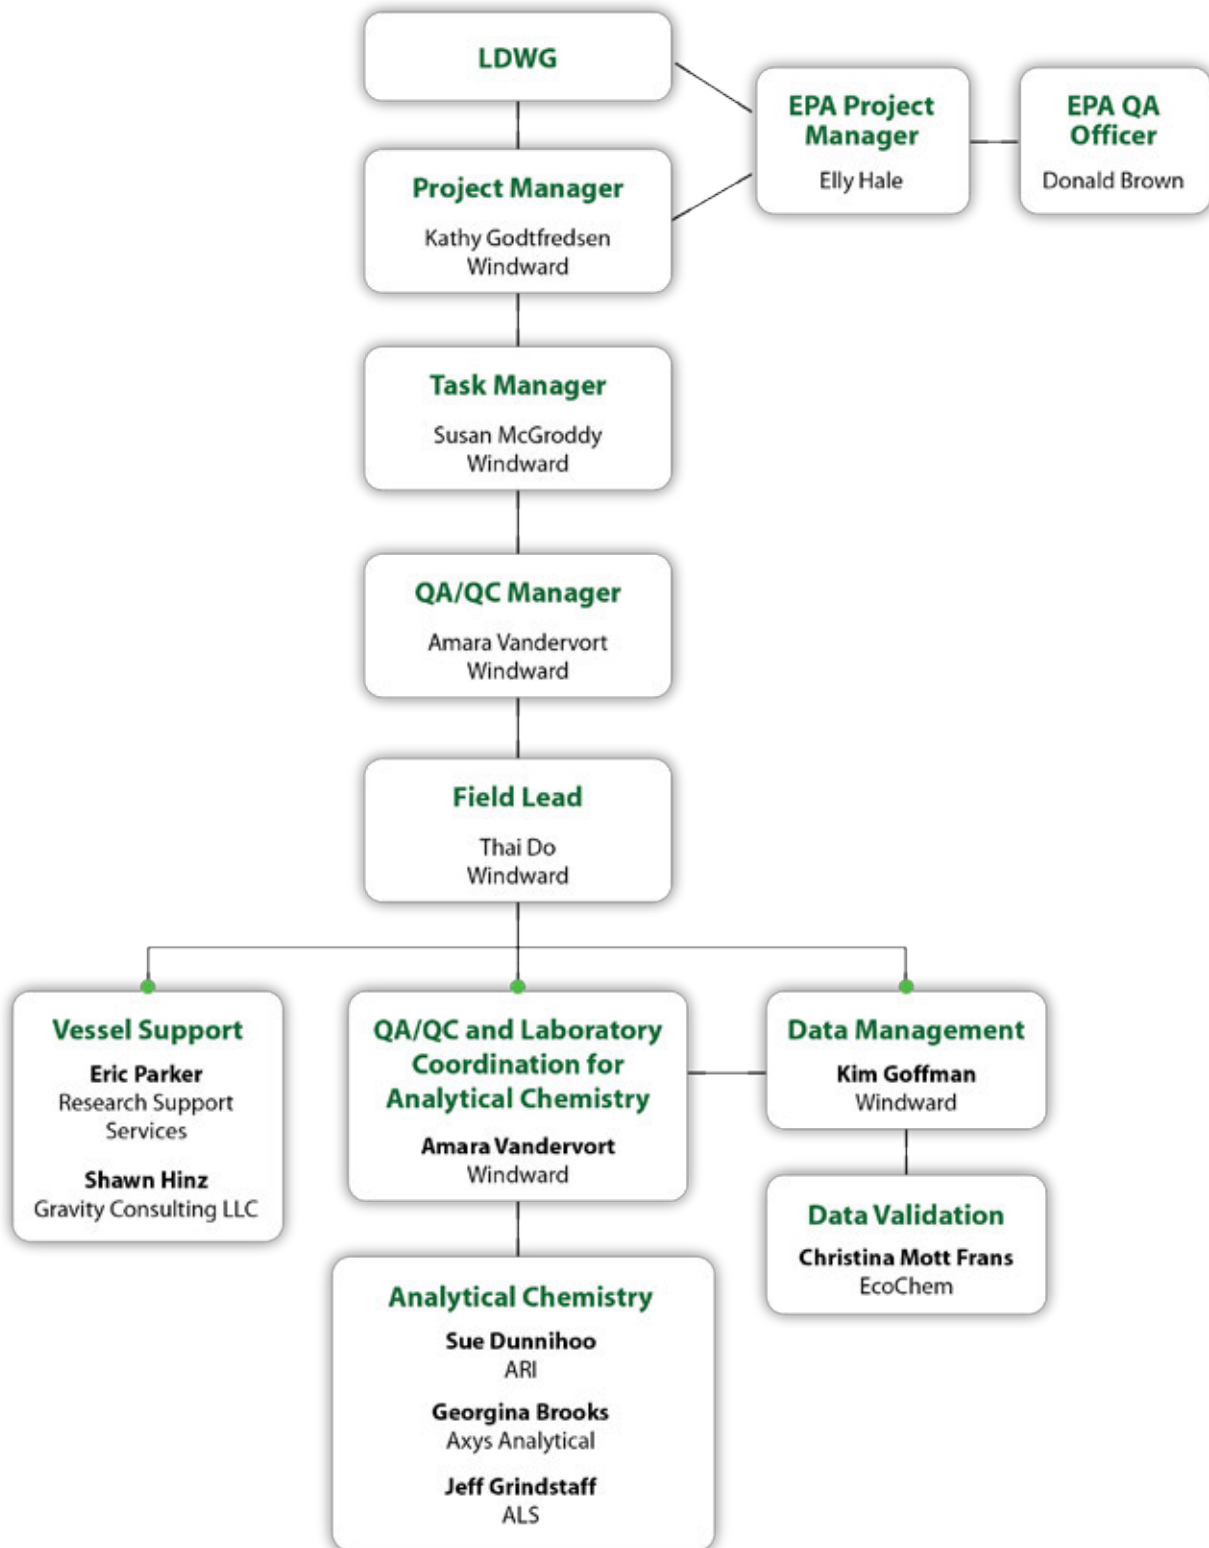 LDWG
EPA Project
Manager
Elly Hale
EPA QA
Officer
Donald Brown
Project Manager
Kathy Godtfredsen
Windward
Task Manager
Susan McGroddy
Windward
QA/QC Manager
Amara Vandervort
Windward
Field Lead
Thai Do
Windward
Vessel Support
Eric Parker
Research Support
Services
Shawn Hinz
Gravity Consulting LLC
QA/QC and Laboratory
Coordination for
Analytical Chemistry
Amara Vandervort
Windward
Data Management
Kim Goffman
Windward
Data Validation
Christina Mott Frans
EcoChem
Analytical Chemistry
Sue Dunnihoo
ARI
Georgina Brooks
Axys Analytical
Jeff Grindstaff
ALS